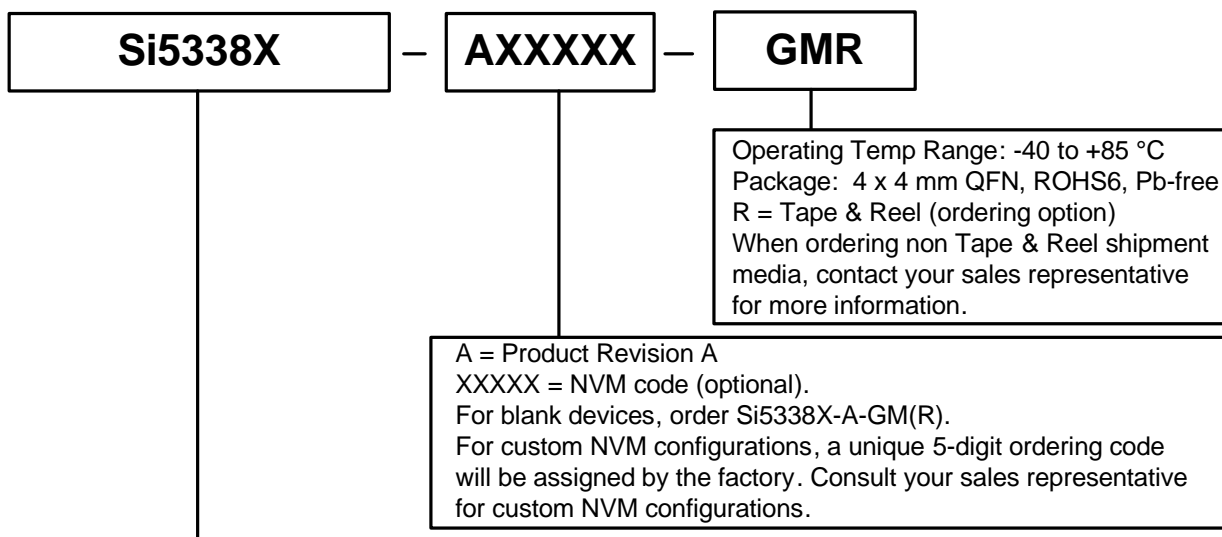 Si5338X – AXXXXX – GMR
Operating Temp Range: -40 to +85 °C
Package:  4 x 4 mm QFN, ROHS6, Pb-free
R = Tape & Reel (ordering option)
When ordering non Tape & Reel shipment
media, contact your sales representative
for more information.
A = Product Revision A
XXXXX = NVM code (optional).
For blank devices, order Si5338X-A-GM(R).
For custom NVM configurations, a unique 5-digit ordering code
will be assigned by the factory. Consult your sales representative
for custom NVM configurations.